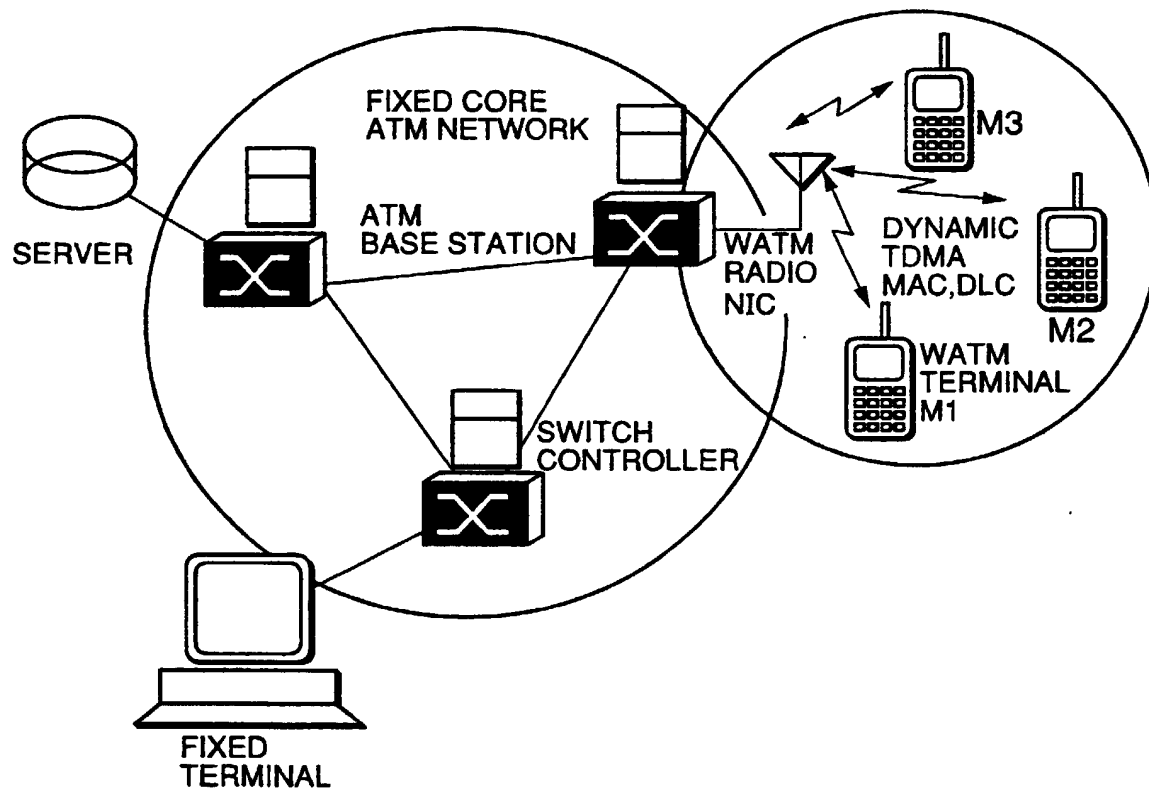 FIXED CORE
ATM NETWORK
M3
SERVER
ATM
BASE STATION
WATM
RADIO
NIC
DYNAMIC
TDMA
MAC,DLC
M2
WATM
TERMINAL
M1
SWITCH
CONTROLLER
FIXED
TERMINAL